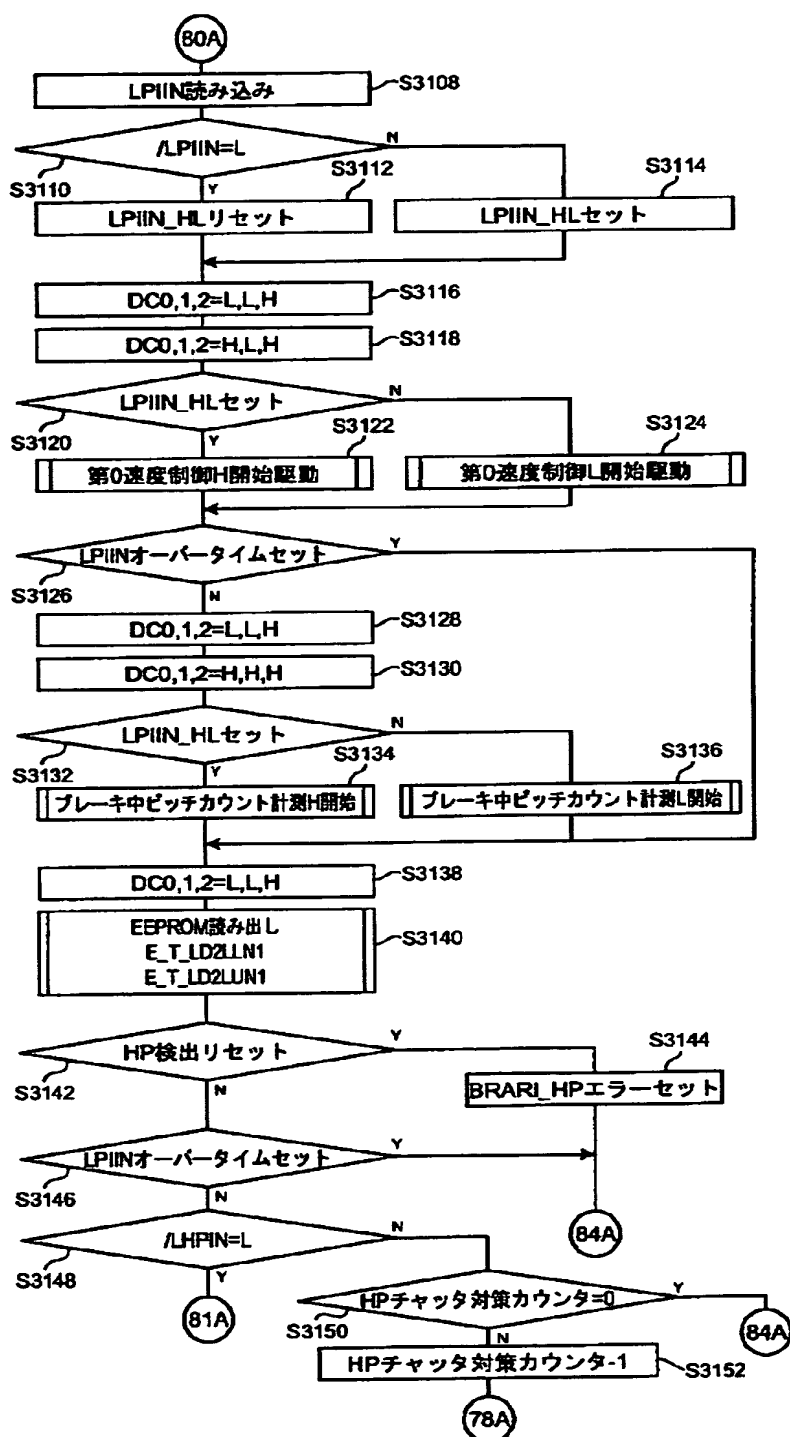 80A
LPIIN読み込み
S3108
/LPIIN=L
N
S3110
Y
S3112
S3114
LPIIN_HLリセット
LPIIN_HLセット
DC0,1,2=L,L,H
S3116
DC0,1,2=H,L,H
S3118
LPIIN_HLセット
N
S3120
Y
S3122
S3124
第0速度制御H開始駆動
第0速度制御L開始駆動
LPIINオーバータイムセット
Y
S3126
N
DC0,1,2=L,L,H
S3128
DC0,1,2=H,H,H
S3130
LPIIN_HLセット
N
S3132
Y
S3134
S3136
ブレーキ中ピッチカウント計測H開始
ブレーキ中ピッチカウント計測L開始
DC0,1,2=L,L,H
S3138
EEPROM読み出し
E_T_LD2LLN1
E_T_LD2LUN1
S3140
HP検出リセット
Y
S3142
N
S3144
BRARI_HPエラーセット
LPIINオーバータイムセット
Y
S3146
N
84A
/LHPIN=L
N
S3148
Y
81A
HPチャッタ対策カウンタ=0
Y
S3150
N
84A
HPチャッタ対策カウンタ-1
S3152
78A